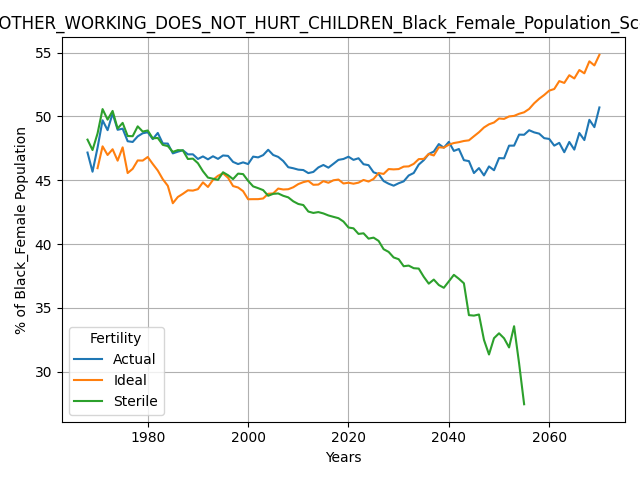 OTHER_WORKING_DOES_NOT_HURT_CHILDREN_Black_Female_Population_Sc
% of Black_Female Population
55
50
45
40
35
30
Fertility
Actual
Ideal
Sterile
1980
2000
2020
2040
2060
Years